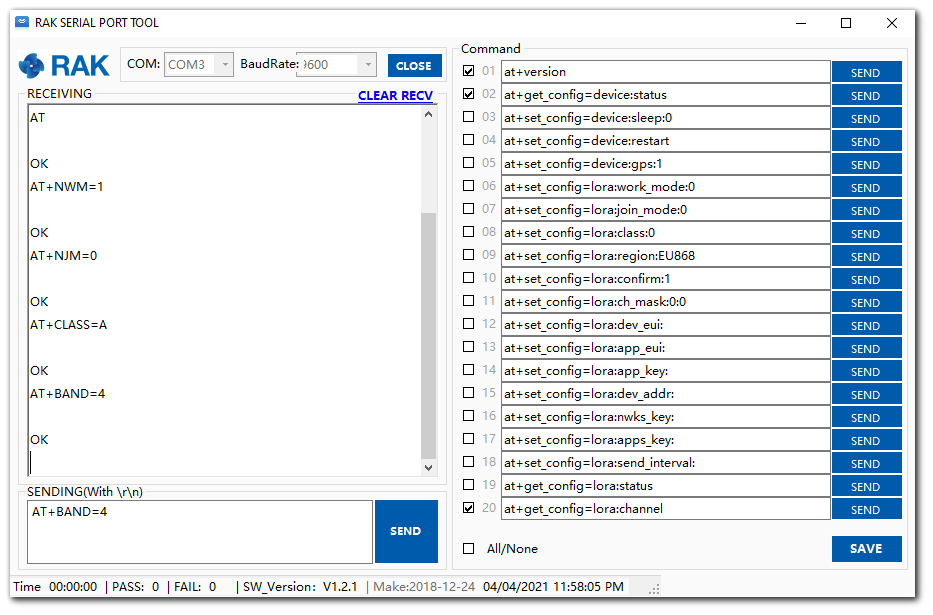 RAK SERIAL PORT TOOL
RAK
COM: COM3 BaudRate: 9600 CLOSE
RECEIVING
CLEAR RECV
AT
OK
AT+NWM=1
OK
AT+NJM=0
OK
AT+CLASS=A
OK
AT+BAND=4
OK
SENDING(With \r\n)
AT+BAND=4
SEND
Command
01 at+version SEND
02 at+get_config=device:status SEND
03 at+set_config=device:sleep:0 SEND
04 at+set_config=device:restart SEND
05 at+set_config=device:gps:1 SEND
06 at+set_config=lora:work_mode:0 SEND
07 at+set_config=lora:join_mode:0 SEND
08 at+set_config=lora:class:0 SEND
09 at+set_config=lora:region:EU868 SEND
10 at+set_config=lora:confirm:1 SEND
11 at+set_config=lora:ch_mask:0:0 SEND
12 at+set_config=lora:dev_eui: SEND
13 at+set_config=lora:app_eui: SEND
14 at+set_config=lora:app_key: SEND
15 at+set_config=lora:dev_addr: SEND
16 at+set_config=lora:nwks_key: SEND
17 at+set_config=lora:apps_key: SEND
18 at+set_config=lora:send_interval: SEND
19 at+get_config=lora:status SEND
20 at+get_config=lora:channel SEND
All/None SAVE
Time 00:00:00 | PASS: 0 | FAIL: 0 | SW_Version: V1.2.1 | Make:2018-12-24 04/04/2021 11:58:05 PM